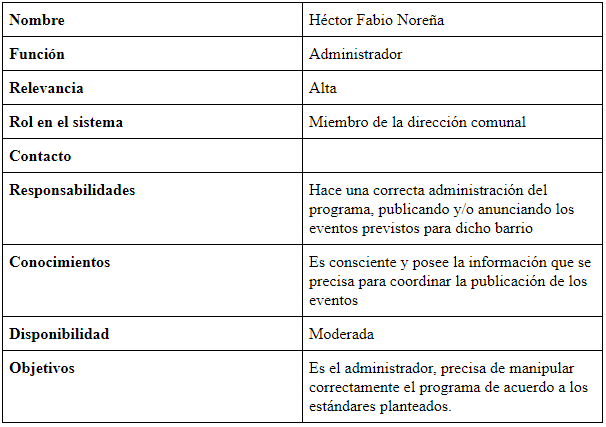 Nombre Héctor Fabio Noreña
Función Administrador
Relevancia Alta
Rol en el sistema Miembro de la dirección comunal
Contacto
Responsabilidades Hace una correcta administración del
programa, publicando y/o anunciando los
eventos previstos para dicho barrio
Conocimientos Es consciente y posee la información que se
precisa para coordinar la publicación de los
eventos
Disponibilidad Moderada
Objetivos Es el administrador, precisa de manipular
correctamente el programa de acuerdo a los
estándares planteados.